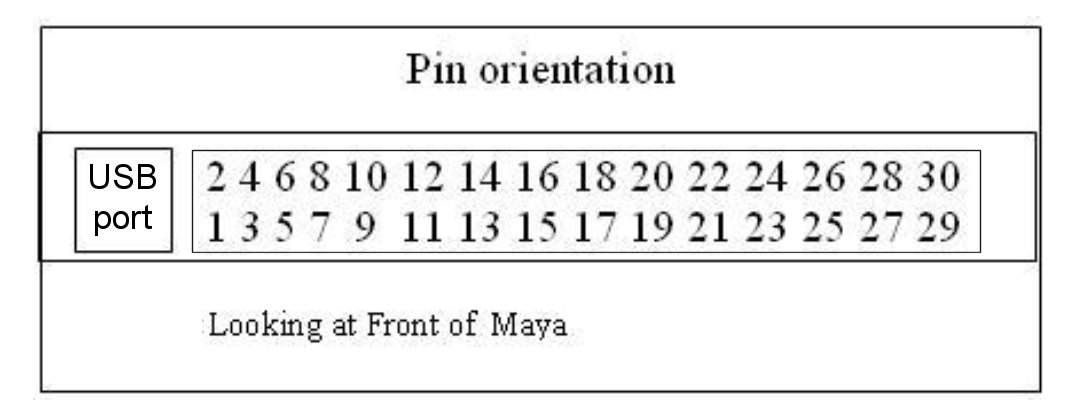 Pin orientation
USB
port
2 4 6 8 10 12 14 16 18 20 22 24 26 28 30
1 3 5 7 9 11 13 15 17 19 21 23 25 27 29
Looking at Front of Maya